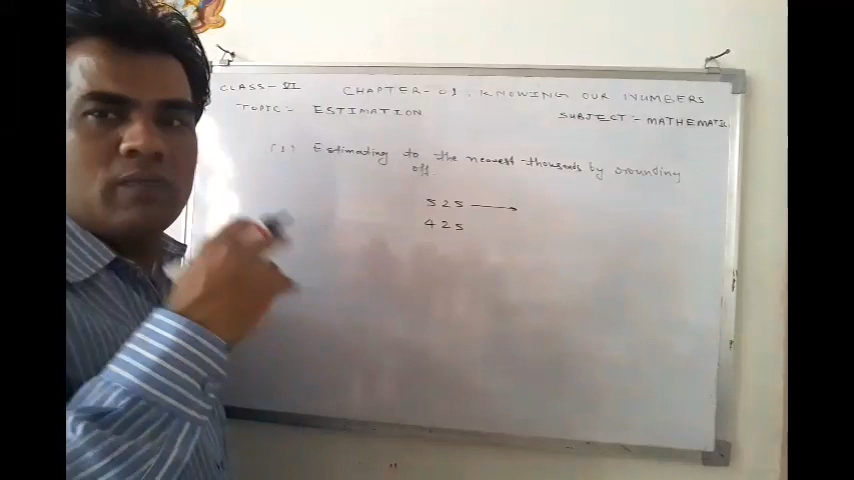 CLASS- VI CHAPTER- 01. KNOWING OUR NUMBERS
TOPIC:- ESTIMATION SUBJECT:- MATHEMATIC
(1) Estimating to the nearest thousands by rounding
off.
525 →
425